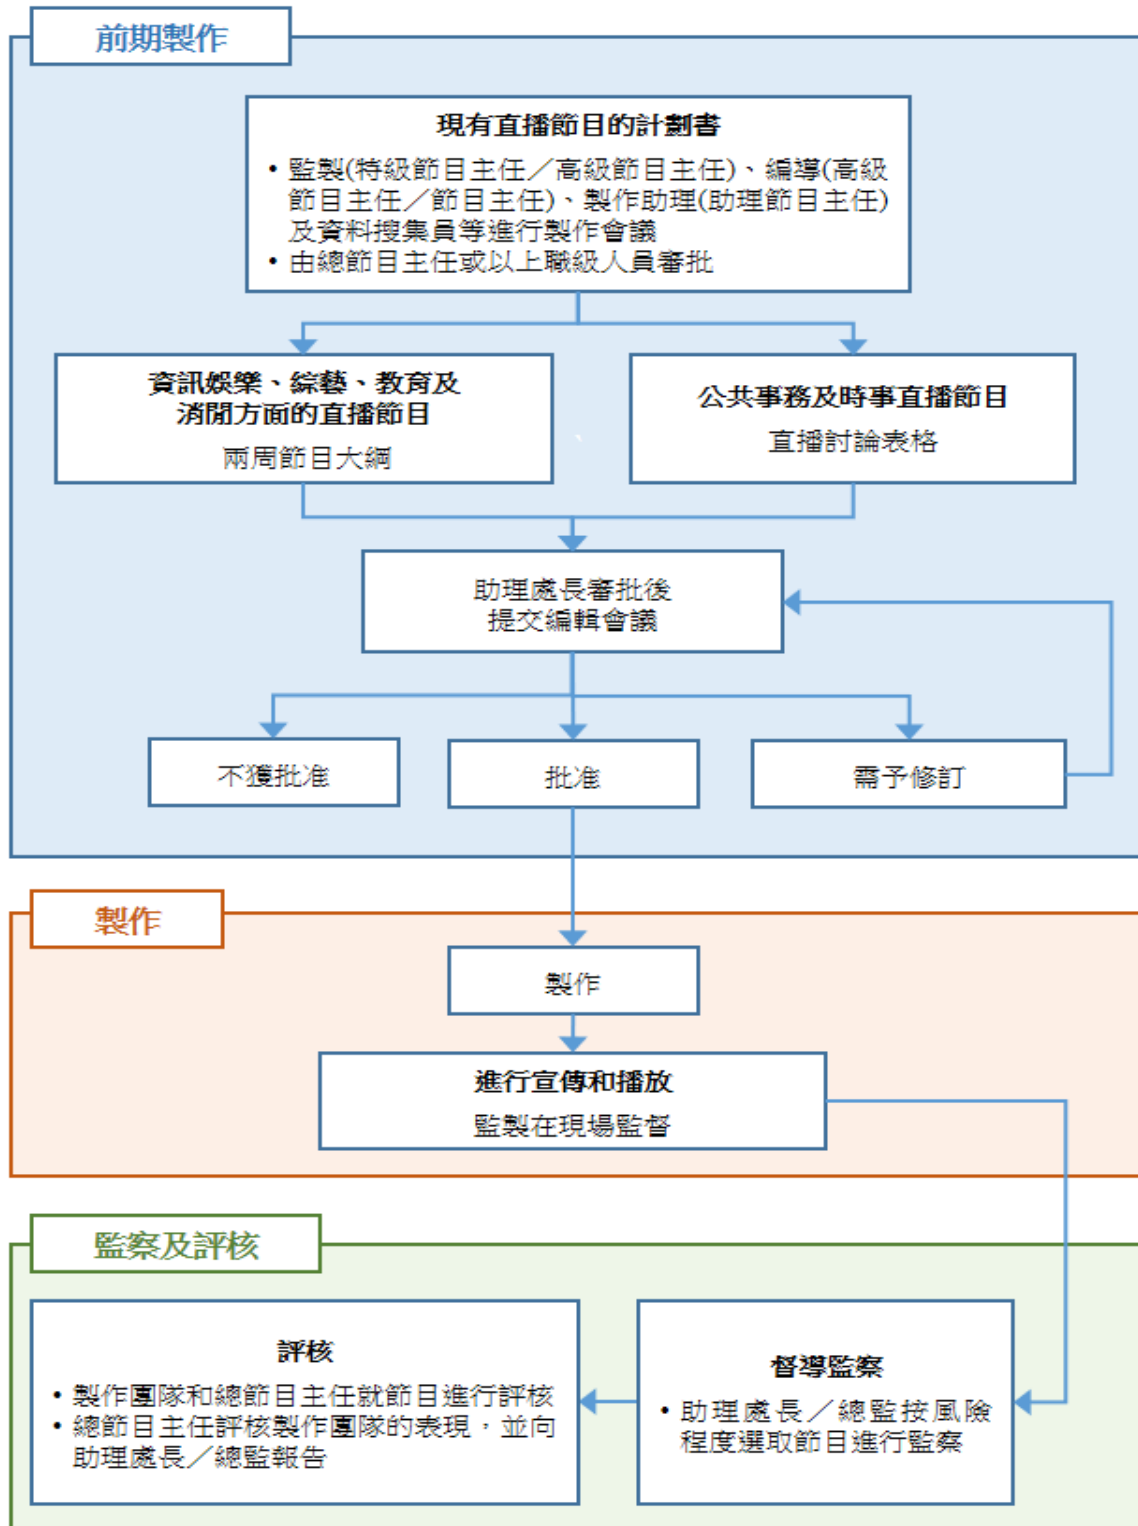 前期製作
現有直播節目的計劃書
• 監製(特級節目主任／高級節目主任)、編導(高級
節目主任／節目主任)、製作助理(助理節目主任)
及資料搜集員等進行製作會議
• 由總節目主任或以上職級人員審批
資訊娛樂、綜藝、教育及
消閒方面的直播節目
兩周節目大綱
公共事務及時事直播節目
直播討論表格
助理處長審批後
提交編輯會議
不獲批准
批准
需予修訂
製作
製作
進行宣傳和播放
監製在現場監督
監察及評核
評核
• 製作團隊和總節目主任就節目進行評核
• 總節目主任評核製作團隊的表現，並向
助理處長／總監報告
督導監察
• 助理處長／總監按風險
程度選取節目進行監察